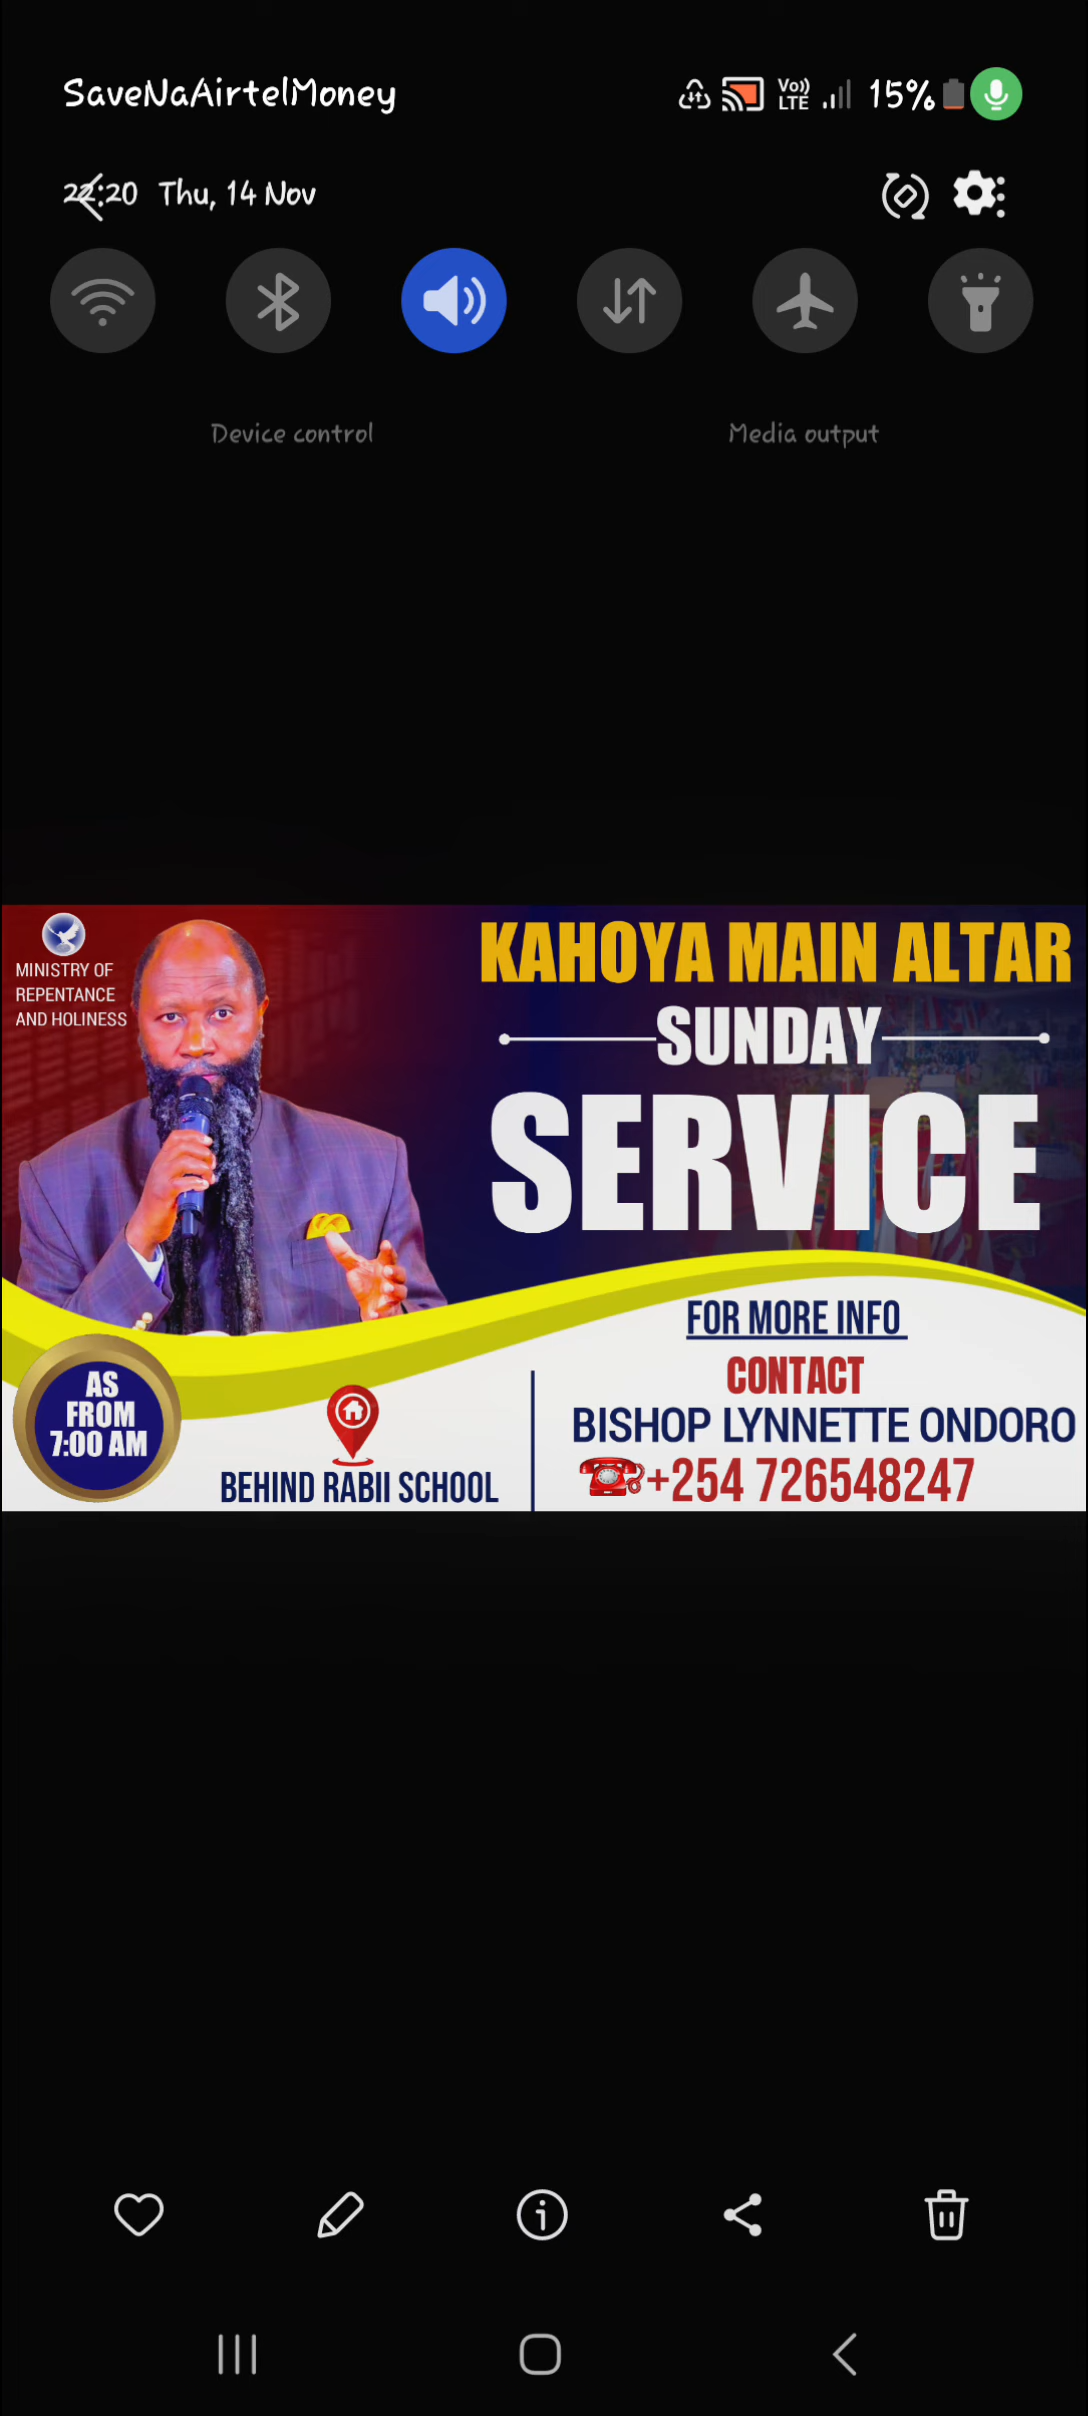 SaveNaAirtelMoney
Vo)) LTE
15%
22:20 Thu, 14 Nov
Device control
Media output
MINISTRY OF
REPENTANCE
AND HOLINESS
KAHOYA MAIN ALTAR
SUNDAY
SERVICE
AS
FROM
7:00 AM
BEHIND RABII SCHOOL
FOR MORE INFO
CONTACT
BISHOP LYNNETTE ONDORO
+254 726548247